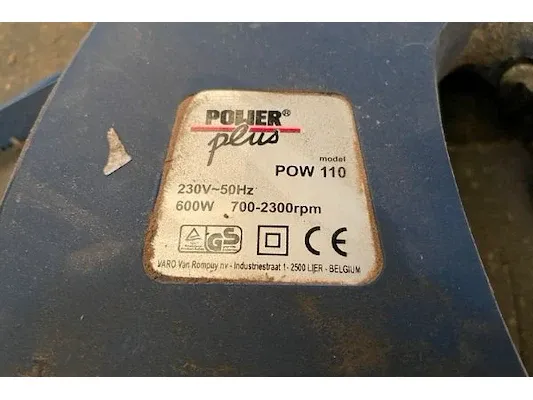 POWER®
plus
model
POW 110
230V~50Hz
600W 700-2300rpm
GS CE
VARO Van Rompuy nv - Industriestraat 1 - 2500 LIER - BELGIUM